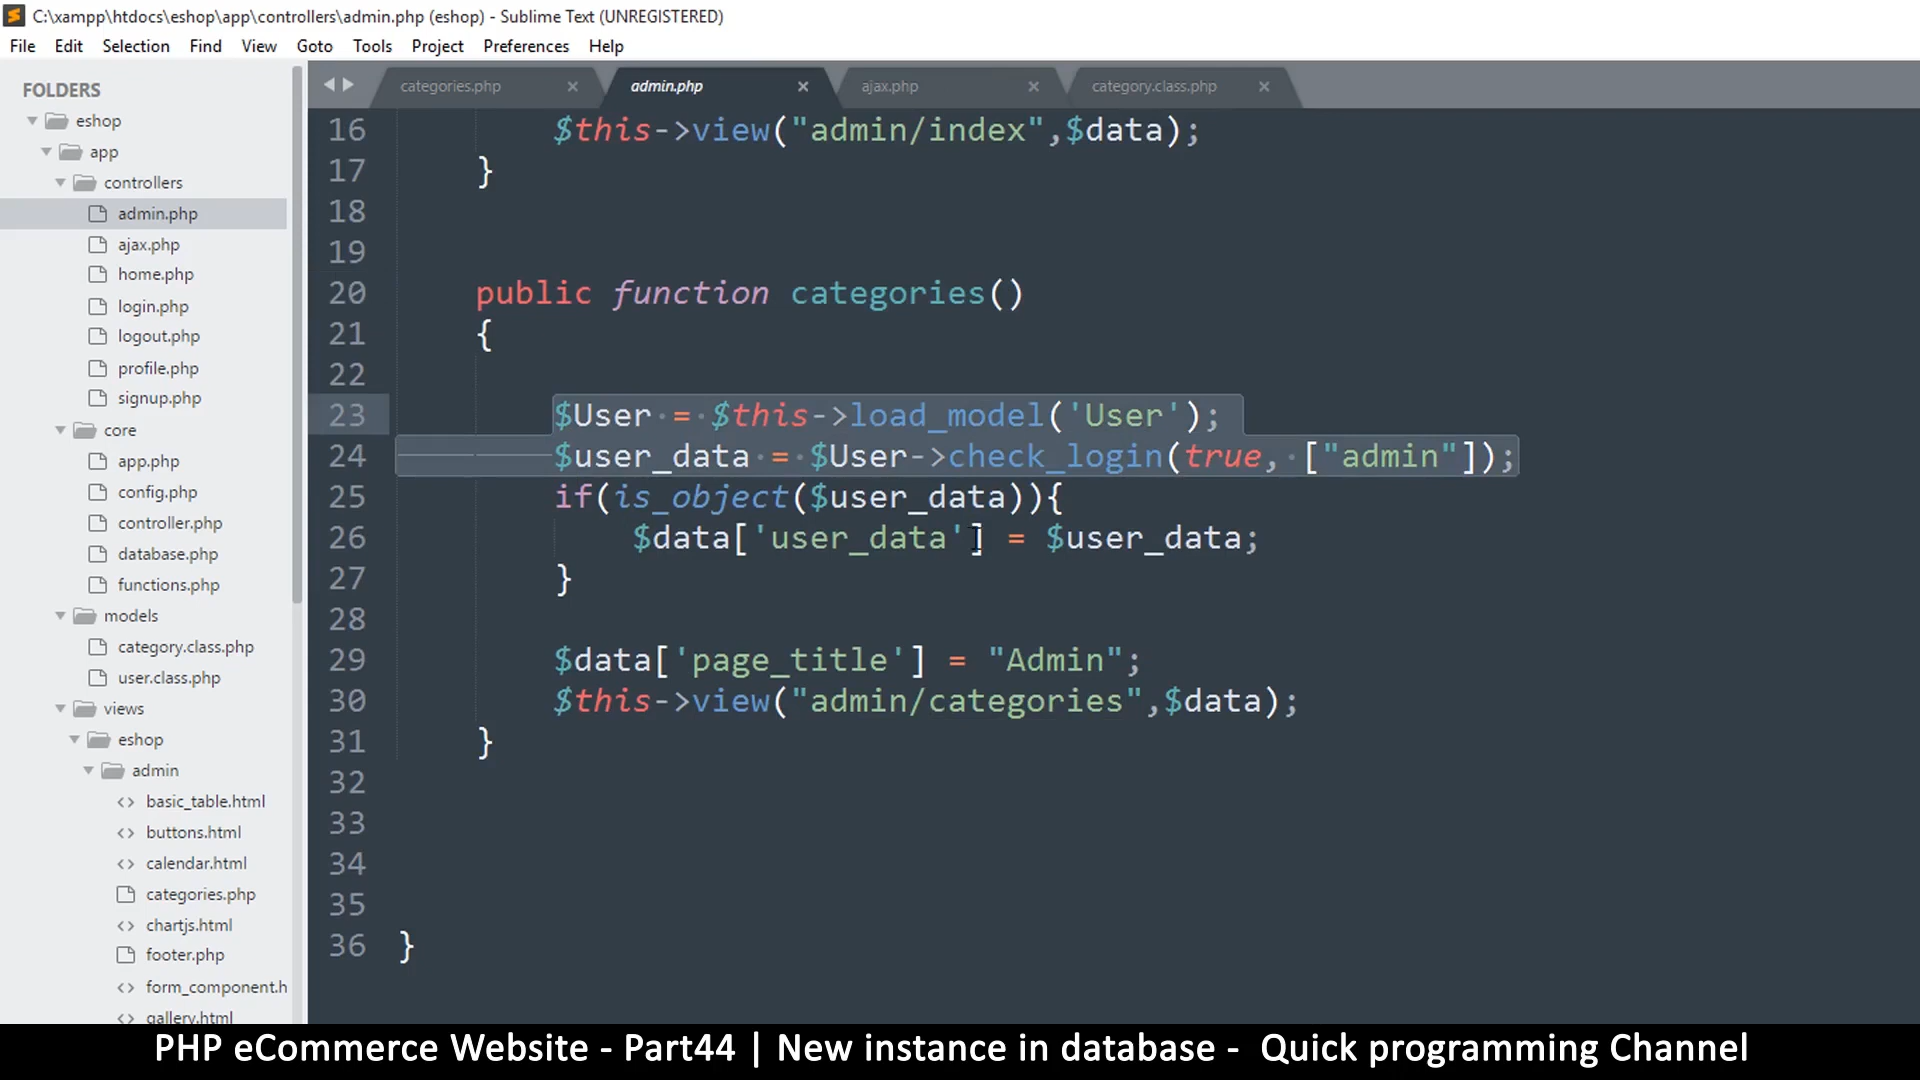 C:\xampp\htdocs\eshop\app\controllers\admin.php (eshop) - Sublime Text (UNREGISTERED)
File Edit Selection Find View Goto Tools Project Preferences Help
FOLDERS
eshop
app
controllers
admin.php
ajax.php
home.php
login.php
logout.php
profile.php
signup.php
core
app.php
config.php
controller.php
database.php
functions.php
models
category.class.php
user.class.php
views
eshop
admin
basic_table.html
buttons.html
calendar.html
categories.php
chartjs.html
footer.php
form_component.h
gallery.html
categories.php admin.php ajax.php category.class.php
16 $this->view("admin/index",$data);
17 }
18
19
20 public function categories()
21 {
22
23 $User = $this->load_model('User');
24 $user_data = $User->check_login(true, ["admin"]);
25 if(is_object($user_data)){
26 $data['user_data'] = $user_data;
27 }
28
29 $data['page_title'] = "Admin";
30 $this->view("admin/categories",$data);
31 }
32
33
34
35
36 }
PHP eCommerce Website - Part44 | New instance in database - Quick programming Channel